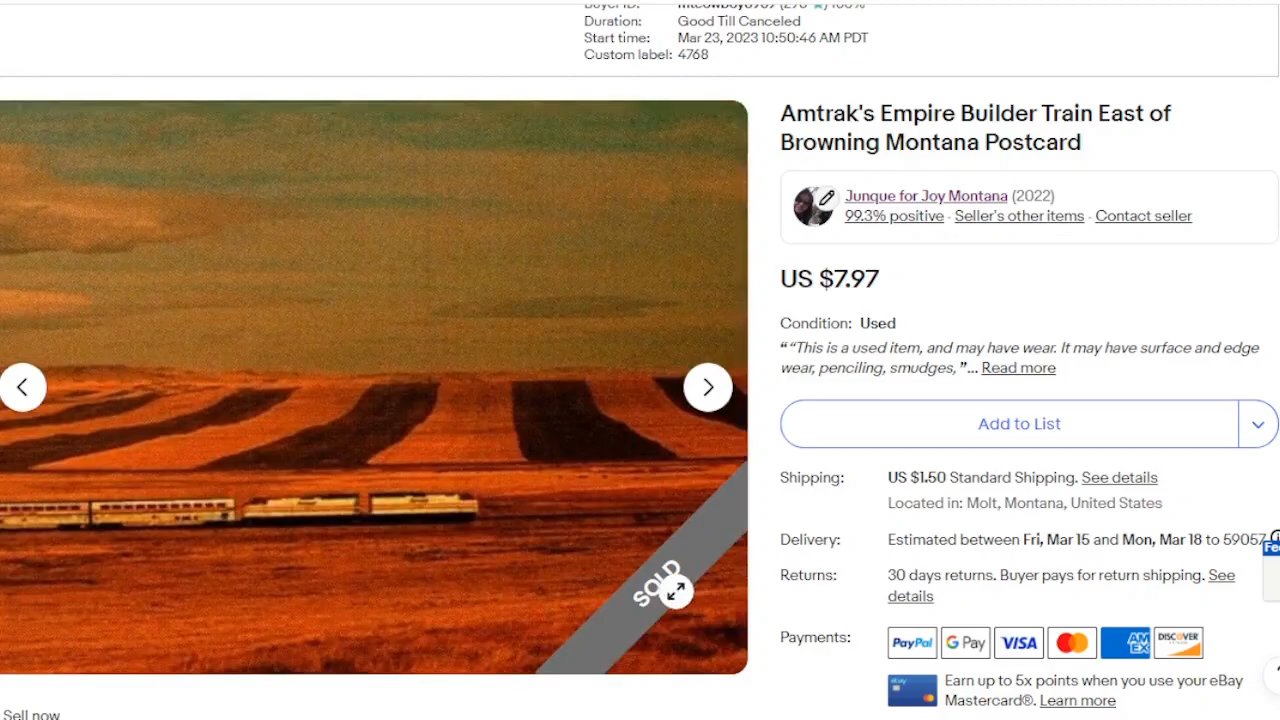 Duration: Good Till Canceled
Start time: Mar 23, 2023 10:50:46 AM PDT
Custom label: 4768
Amtrak's Empire Builder Train East of
Browning Montana Postcard
Junque for Joy Montana (2022)
99.3% positive · Seller's other items · Contact seller
US $7.97
Condition: Used
“ “This is a used item, and may have wear. It may have surface and edge
wear, penciling, smudges, ”... Read more
Add to List
Shipping: US $1.50 Standard Shipping. See details
Located in: Molt, Montana, United States
Delivery: Estimated between Fri, Mar 15 and Mon, Mar 18 to 59057
Returns: 30 days returns. Buyer pays for return shipping. See
details
SOLD
Payments: PayPal G Pay VISA AM EX DISCOVER
ebay Earn up to 5x points when you use your eBay
Mastercard®. Learn more
Sell now